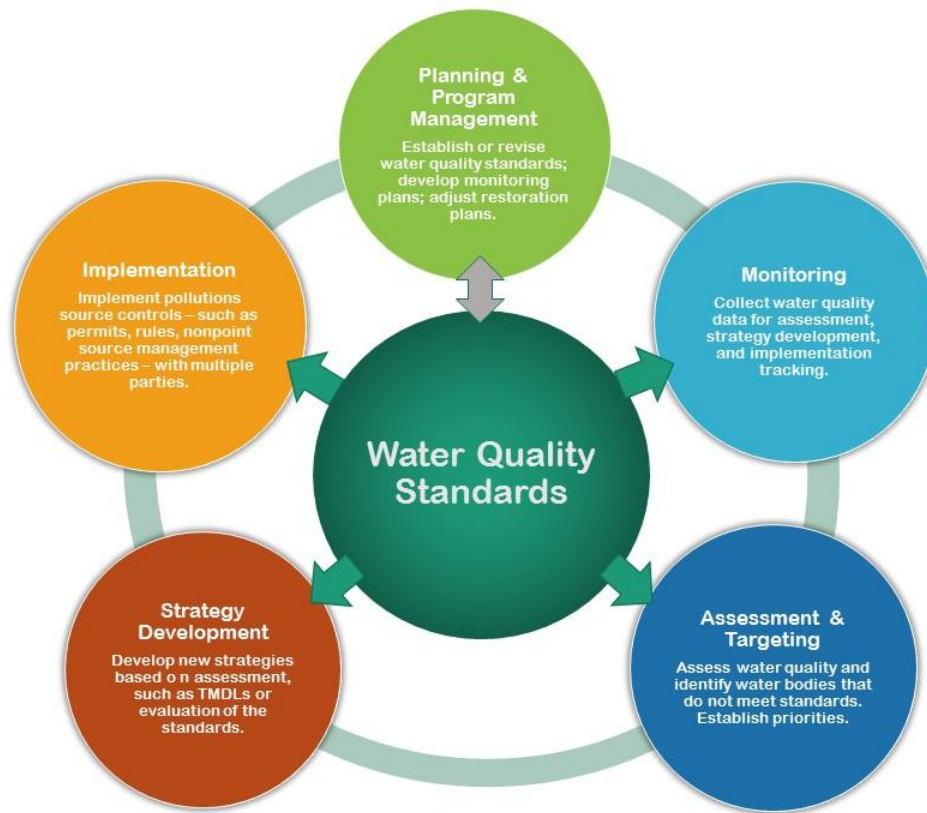 Planning &
Program
Management
Establish or revise
water quality standards;
develop monitoring
plans; adjust restoration
plans.
Monitoring
Collect water quality
data for assessment,
strategy development,
and implementation
tracking.
Assessment &
Targeting
Assess water quality and
identify water bodies that
do not meet standards.
Establish priorities.
Strategy
Development
Develop new strategies
based o n assessment,
such as TMDLs or
evaluation of the
standards.
Implementation
Implement pollutions
source controls – such as
permits, rules, nonpoint
source management
practices – with multiple
parties.
Water Quality
Standards